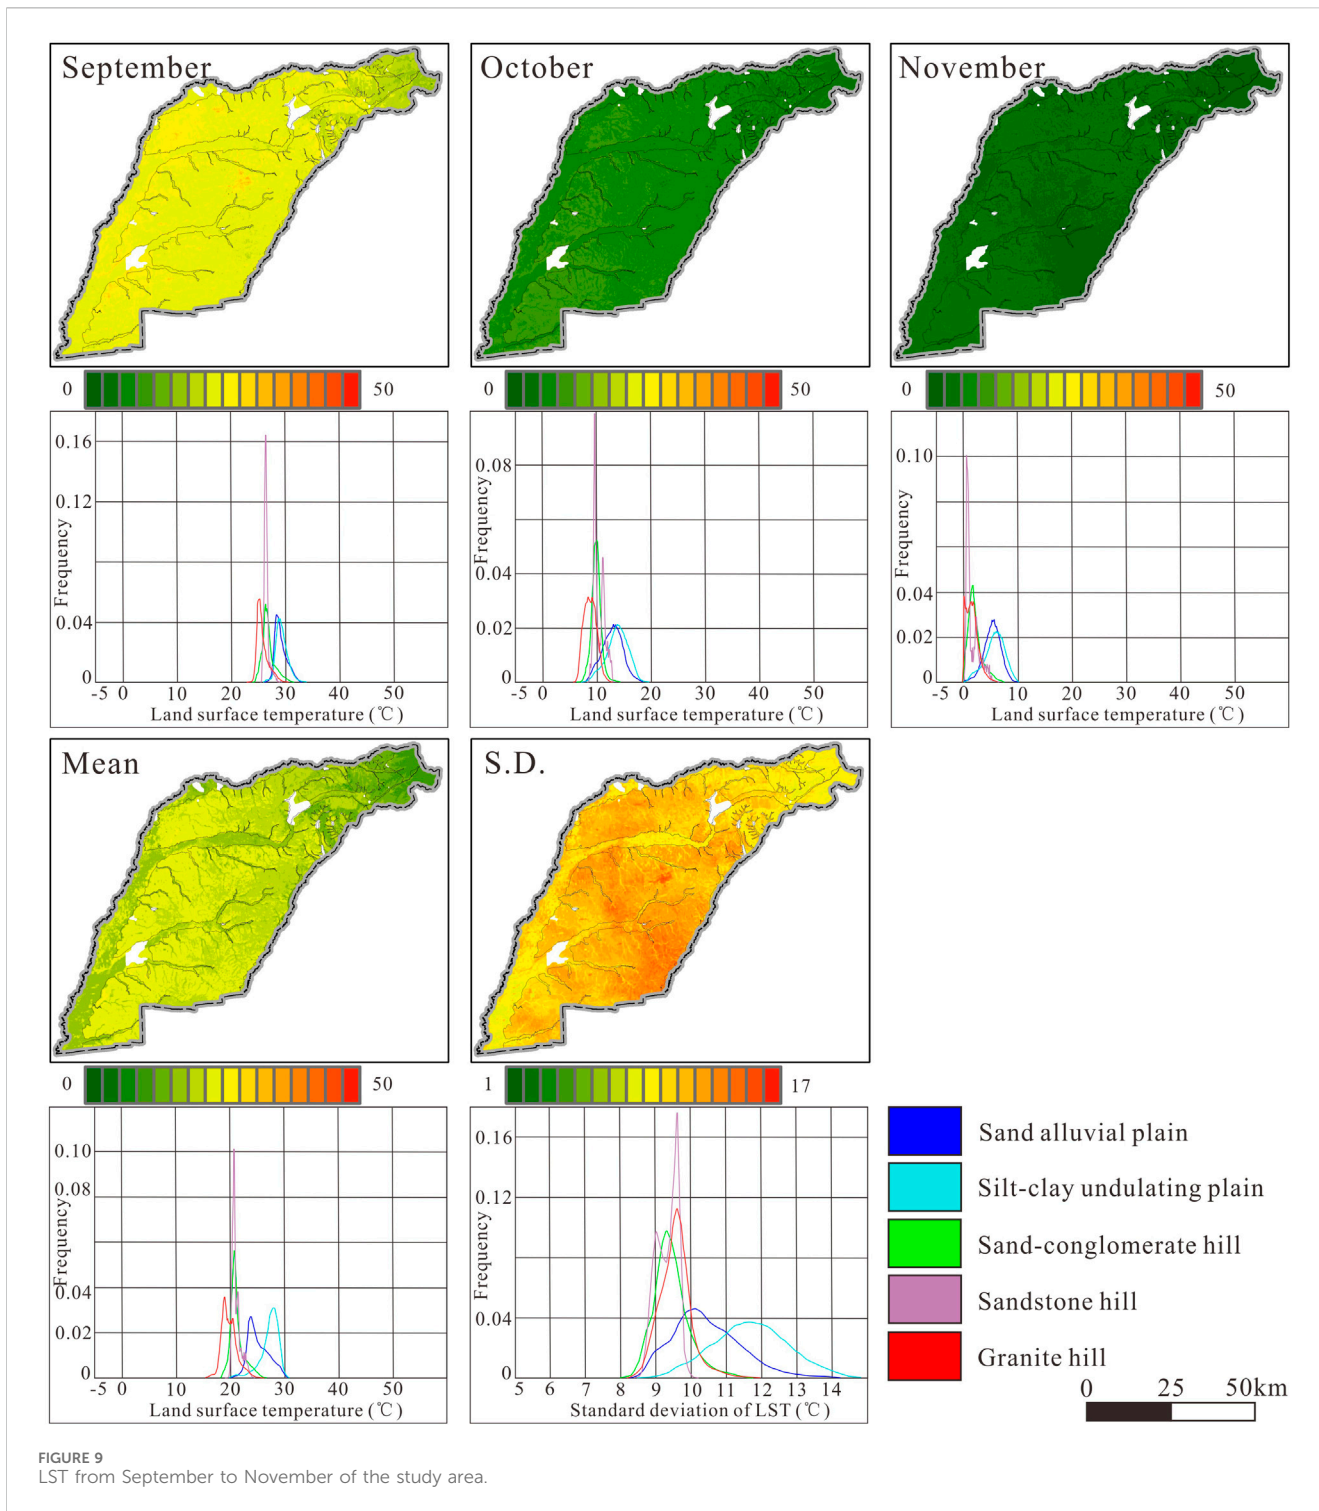 September
October
November
0 50
0 50
0 50
0.16
0.12
0.04
0
Frequency
-5 0 10 20 30 40 50
Land surface temperature (℃)
0.08
0.04
0.02
0
Frequency
-5 0 10 20 30 40 50
Land surface temperature (℃)
0.10
0.04
0.02
0
Frequency
-5 0 10 20 30 40 50
Land surface temperature (℃)
Mean
S.D.
0 50
1 17
0.10
0.08
0.04
0.02
0
Frequency
-5 0 10 20 30 40 50
Land surface temperature (℃)
0.16
0.12
0.04
0
Frequency
5 6 7 8 9 10 11 12 13 14
Standard deviation of LST (℃)
Sand alluvial plain
Silt-clay undulating plain
Sand-conglomerate hill
Sandstone hill
Granite hill
0 25 50km
FIGURE 9
LST from September to November of the study area.